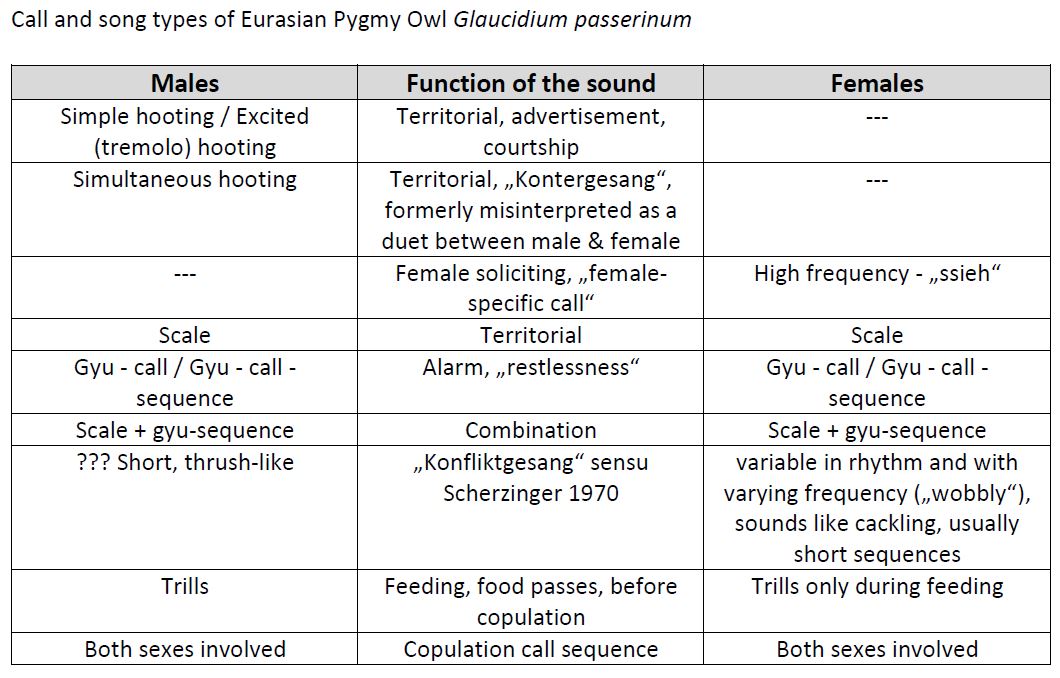 Call and song types of Eurasian Pygmy Owl Glaucidium passerinum
Males
Function of the sound
Females
Simple hooting / Excited
(tremolo) hooting
Territorial, advertisement,
courtship
---
Simultaneous hooting
Territorial, „Kontergesang“,
formerly misinterpreted as a
duet between male & female
---
---
Female soliciting, „female-
specific call“
High frequency - „ssieh“
Scale
Territorial
Scale
Gyu - call / Gyu - call -
sequence
Alarm, „restlessness“
Gyu - call / Gyu - call -
sequence
Scale + gyu-sequence
Combination
Scale + gyu-sequence
??? Short, thrush-like
„Konfliktgesang“ sensu
Scherzinger 1970
variable in rhythm and with
varying frequency („wobbly“),
sounds like cackling, usually
short sequences
Trills
Feeding, food passes, before
copulation
Trills only during feeding
Both sexes involved
Copulation call sequence
Both sexes involved